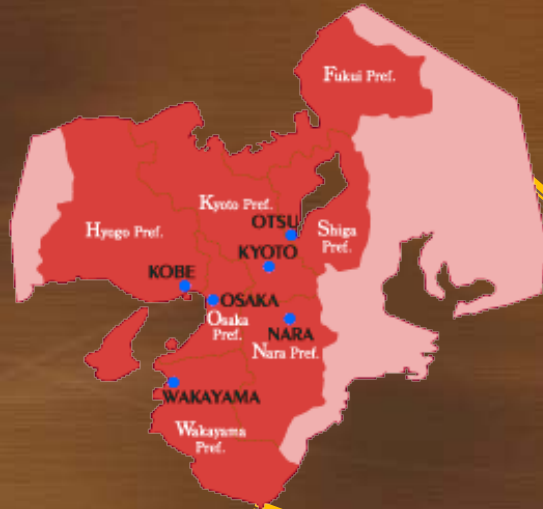 Fukui Pref.
Kyoto Pref.
OTSU
Hyogo Pref.
Shiga
Pref.
KYOTO
KOBE
OSAKA
Osaka
Pref.
NARA
Nara Pref.
WAKAYAMA
Wakayama
Pref.